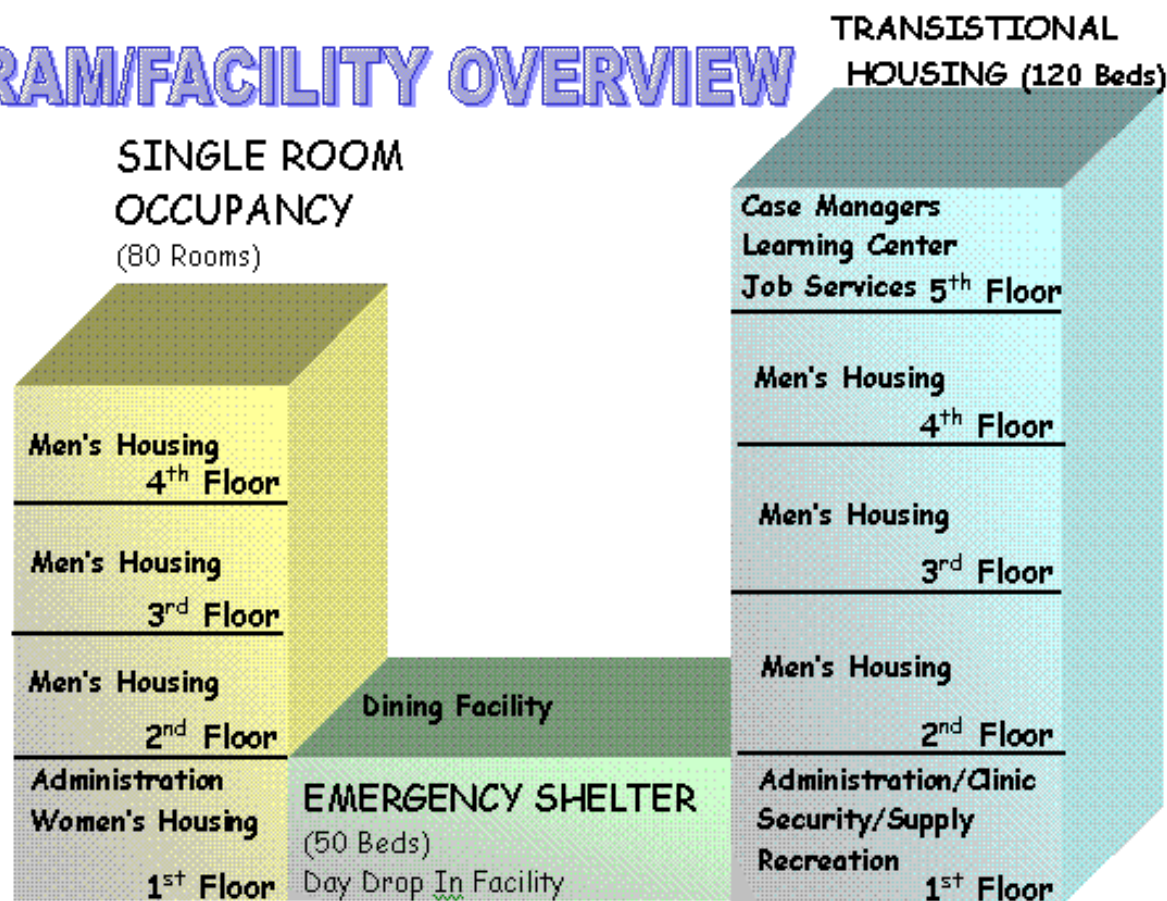 RAM/FACILITY OVERVIEW
TRANSISTIONAL
HOUSING (120 Beds)
SINGLE ROOM
OCCUPANCY
(80 Rooms)
Men's Housing
4th Floor
Men's Housing
3rd Floor
Men's Housing
2nd Floor
Administration
Women's Housing
1st Floor
Dining Facility
EMERGENCY SHELTER
(50 Beds)
Day Drop In Facility
Case Managers
Learning Center
Job Services 5th Floor
Men's Housing
4th Floor
Men's Housing
3rd Floor
Men's Housing
2nd Floor
Administration/Clinic
Security/Supply
Recreation
1st Floor